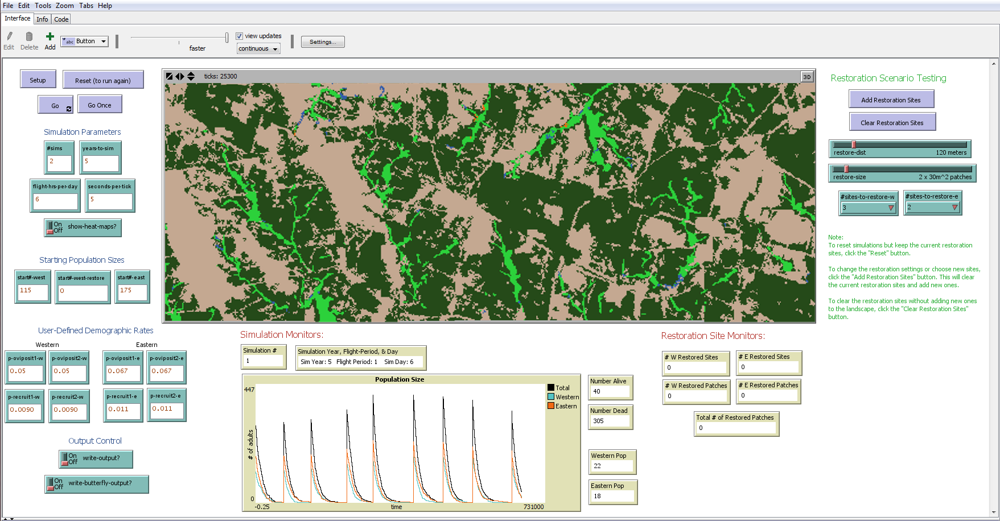 File Edit Tools Zoom Tabs Help
Interface Info Code
Edit Delete Add abc Button faster view updates continuous Settings...
Setup Reset (to run again)
Go Go Once
Simulation Parameters
#sims years-to-sim
2 5
flight-hrs-per-day seconds-per-tick
6 5
On
Off show-heat-maps?
Starting Population Sizes
start#-west start#-west-restore start#-east
115 0 175
User-Defined Demographic Rates
Western Eastern
p-oviposit1-w p-oviposit2-w p-oviposit1-e p-oviposit2-e
0.05 0.05 0.067 0.067
p-recruit1-w p-recruit2-w p-recruit1-e p-recruit2-e
0.0090 0.0090 0.011 0.011
Output Control
On
Off write-output?
On
Off write-butterfly-output?
ticks: 25300 3D
Simulation Monitors:
Simulation #
1
Simulation Year, Flight-Period, & Day
Sim Year: 5 Flight Period: 1 Sim Day: 6
Population Size
447
# of adults
0
-0.25 time 731000
Total
Western
Eastern
Number Alive
40
Number Dead
305
Western Pop
22
Eastern Pop
18
Restoration Site Monitors:
# W Restored Sites # E Restored Sites
0 0
# W Restored Patches # E Restored Patches
0 0
Total # of Restored Patches
0
Restoration Scenario Testing
Add Restoration Sites
Clear Restoration Sites
restore-dist 120 meters
restore-size 2 x 30m^2 patches
#sites-to-restore-w #sites-to-restore-e
3 2
Note:
To reset simulations but keep the current restoration
sites, click the "Reset" button.
To change the restoration settings or choose new sites,
click the "Add Restoration Sites" button. This will clear
the current restoration sites and add new ones.
To clear the restoration sites without adding new ones
to the landscape, click the "Clear Restoration Sites"
button.